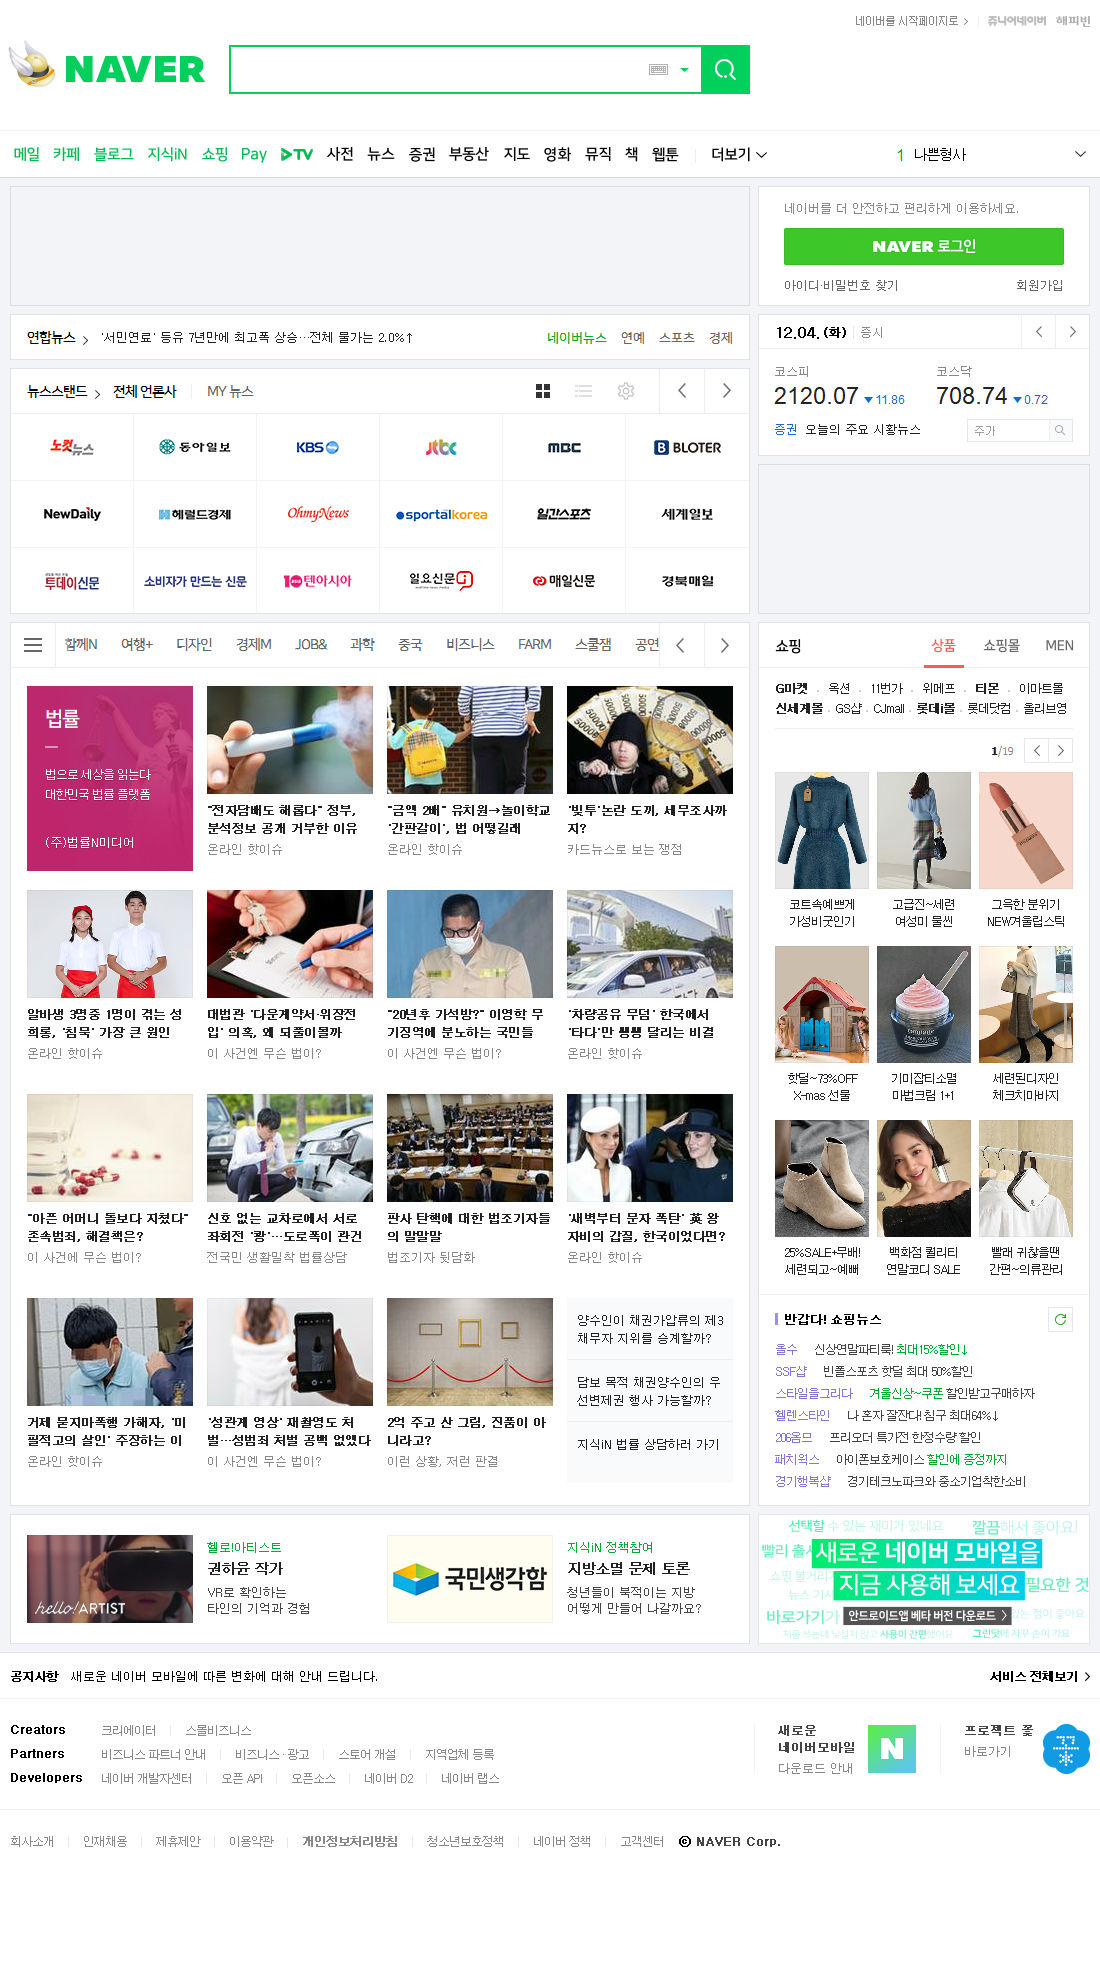 네이버를 시작페이지로 쥬니어네이버 해피빈
NAVER
메일 카페 블로그 지식iN 쇼핑 Pay TV 사전 뉴스 증권 부동산 지도 영화 뮤직 책 웹툰 더보기
1 나쁜형사
네이버를 더 안전하고 편리하게 이용하세요.
NAVER 로그인
아이디·비밀번호 찾기 회원가입
연합뉴스 '서민연료' 등유 7년만에 최고폭 상승…전체 물가는 2.0%↑
네이버뉴스 연예 스포츠 경제
12.04. (화) 증시
코스피 코스닥
2120.07 ▼11.86 708.74 ▼0.72
증권 오늘의 주요 시황뉴스 주가
뉴스스탠드 전체 언론사 MY 뉴스
노컷뉴스 동아일보 KBS jtbc MBC BLOTER
NewDaily 헤럴드경제 OhmyNews sportalkorea 일간스포츠 세계일보
투데이신문 소비자가 만드는 신문 10텐아시아 일요신문 매일신문 경북매일
함께N 여행+ 디자인 경제M JOB& 과학 중국 비즈니스 FARM 스쿨잼 공연
법률
법으로 세상을 읽는다
대한민국 법률 플랫폼
(주)법률N미디어
"전자담배도 해롭다" 정부,
분석정보 공개 거부한 이유
온라인 핫이슈
"금액 2배" 유치원→놀이학교
'간판갈이', 법 어떻길래
온라인 핫이슈
'빚투'논란 도끼, 세무조사까
지?
카드뉴스로 보는 쟁점
알바생 3명중 1명이 겪는 성
희롱, '침묵' 가장 큰 원인
온라인 핫이슈
대법관 '다운계약서·위장전
입' 의혹, 왜 되풀이될까
이 사건엔 무슨 법이?
"20년후 가석방?" 이영학 무
기징역에 분노하는 국민들
이 사건엔 무슨 법이?
'차량공유 무덤' 한국에서
'타다'만 쌩쌩 달리는 비결
온라인 핫이슈
"아픈 어머니 돌보다 지쳤다"
존속범죄, 해결책은?
이 사건에 무슨 법이?
신호 없는 교차로에서 서로
좌회전 '쾅'…도로폭이 관건
전국민 생활밀착 법률상담
판사 탄핵에 대한 법조기자들
의 말말말
법조기자 뒷담화
'새벽부터 문자 폭탄' 英 왕
자비의 갑질, 한국이었다면?
온라인 핫이슈
거제 묻지마폭행 가해자, '미
필적고의 살인' 주장하는 이
온라인 핫이슈
'성관계 영상' 재촬영도 처
벌…성범죄 처벌 공백 없앴다
이 사건엔 무슨 법이?
2억 주고 산 그림, 진품이 아
니라고?
이런 상황, 저런 판결
양수인이 채권가압류의 제3
채무자 지위를 승계할까?
담보 목적 채권양수인의 우
선변제권 행사 가능할까?
지식iN 법률 상담하러 가기
쇼핑 상품 쇼핑몰 MEN
G마켓 옥션 11번가 위메프 티몬 이마트몰
신세계몰 GS샵 CJmall 롯데i몰 롯데닷컴 올리브영
1/19
코트속예쁘게
가성비굿인기
고급진~세련
여성미 물씬
그윽한 분위기
NEW겨울립스틱
핫딜~73%OFF
X-mas 선물
기미잡티소멸
마법크림 1+1
세련된디자인
체크치마바지
25%SALE+무배!
세련되고~예뻐
백화점 퀄리티
연말코디 SALE
빨래 귀찮을땐
간편~의류관리
반갑다! 쇼핑뉴스
올수 신상연말파티룩! 최대15%할인↓
SSF샵 빈폴스포츠 핫딜 최대 50%할인
스타일을그리다 겨울신상~쿠폰 할인받고구매하자
헬렌스타인 나 혼자 잘잔다! 침구 최대64%↓
206옴므 프리오더 특가전 한정수량 할인
패치웍스 아이폰보호케이스 할인에 증정까지
경기행복샵 경기테크노파크와 중소기업착한소비
hello! ARTIST
헬로!아티스트
권하윤 작가
VR로 확인하는
타인의 기억과 경험
국민생각함
지식iN 정책참여
지방소멸 문제 토론
청년들이 북적이는 지방
어떻게 만들어 나갈까요?
선택할 수 있는 재미가 있네요 깔끔해서 좋아요!
빨리 출시
새로운 네이버 모바일을
지금 사용해 보세요
필요한 것
바로가기가
안드로이드앱 베타 버전 다운로드
공지사항 새로운 네이버 모바일에 따른 변화에 대해 안내 드립니다. 서비스 전체보기
Creators 크리에이터 스몰비즈니스
Partners 비즈니스 파트너 안내 비즈니스 · 광고 스토어 개설 지역업체 등록
Developers 네이버 개발자센터 오픈 API 오픈소스 네이버 D2 네이버 랩스
새로운
네이버모바일
다운로드 안내
N
프로젝트 꽃
바로가기
회사소개 인재채용 제휴제안 이용약관 개인정보처리방침 청소년보호정책 네이버 정책 고객센터 ⓒ NAVER Corp.